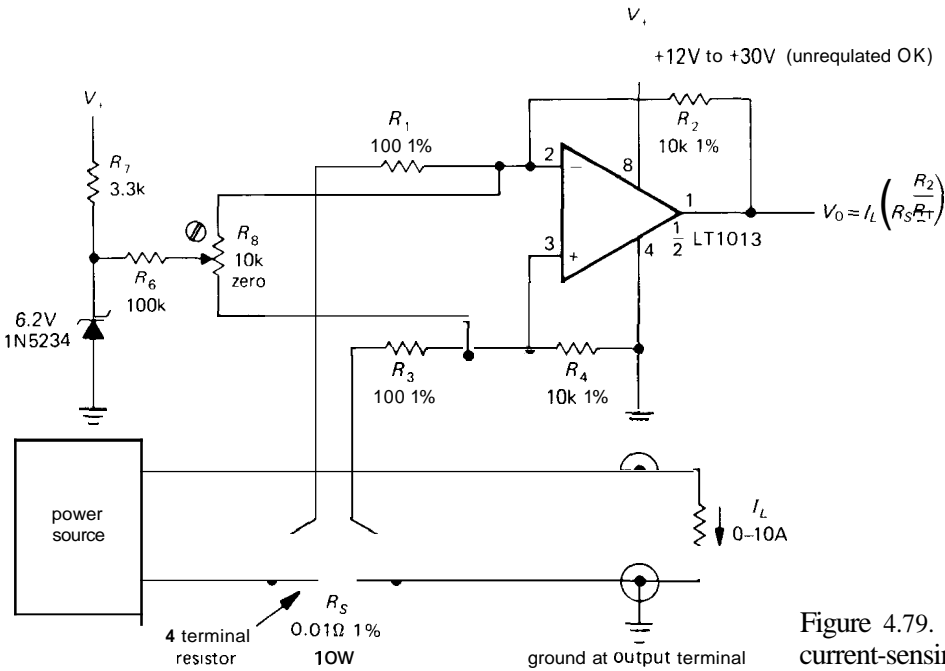 V+
+12V to +30V (unrequlated OK)
V+
R7
3.3k
R1
100 1%
R2
10k 1%
2
−
8
1
3
+
4
1/2 LT1013
V0 = IL (RS R2/R1)
R8
10k
zero
R6
100k
6.2V
1N5234
R3
100 1%
R4
10k 1%
power
source
IL
0–10A
RS
0.01Ω 1%
10W
4 terminal
resistor
ground at output terminal
Figure 4.79.
current-sensin